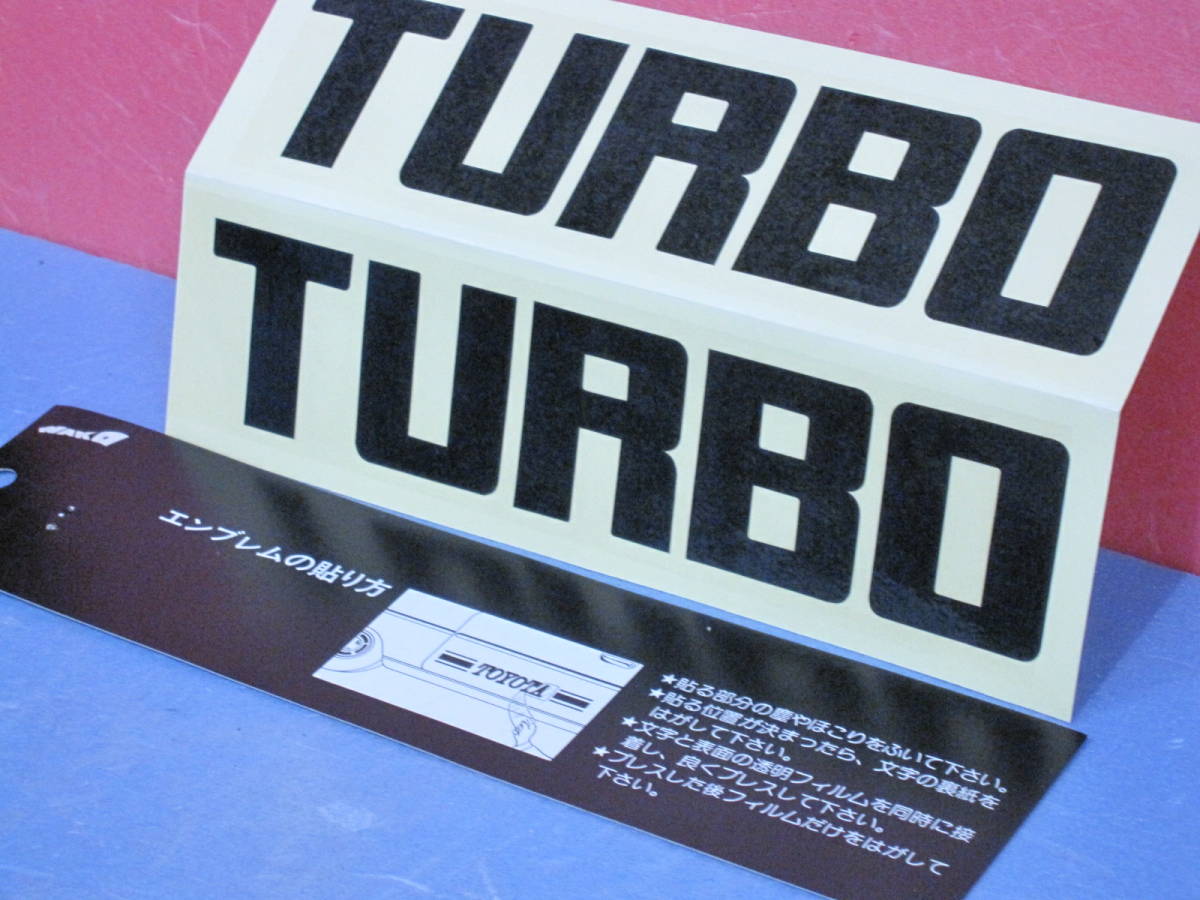 TURBO
TURBO
エンブレムの貼り方
TOYOTA
★貼る部分の塵やほこりをふいて下さい。
★貼る位置が決まったら、文字の裏紙を
はがして下さい。
★文字と表面の透明フィルムを同時に接
着し、良くプレスして下さい。
★プレスした後フィルムだけをはがして
下さい。